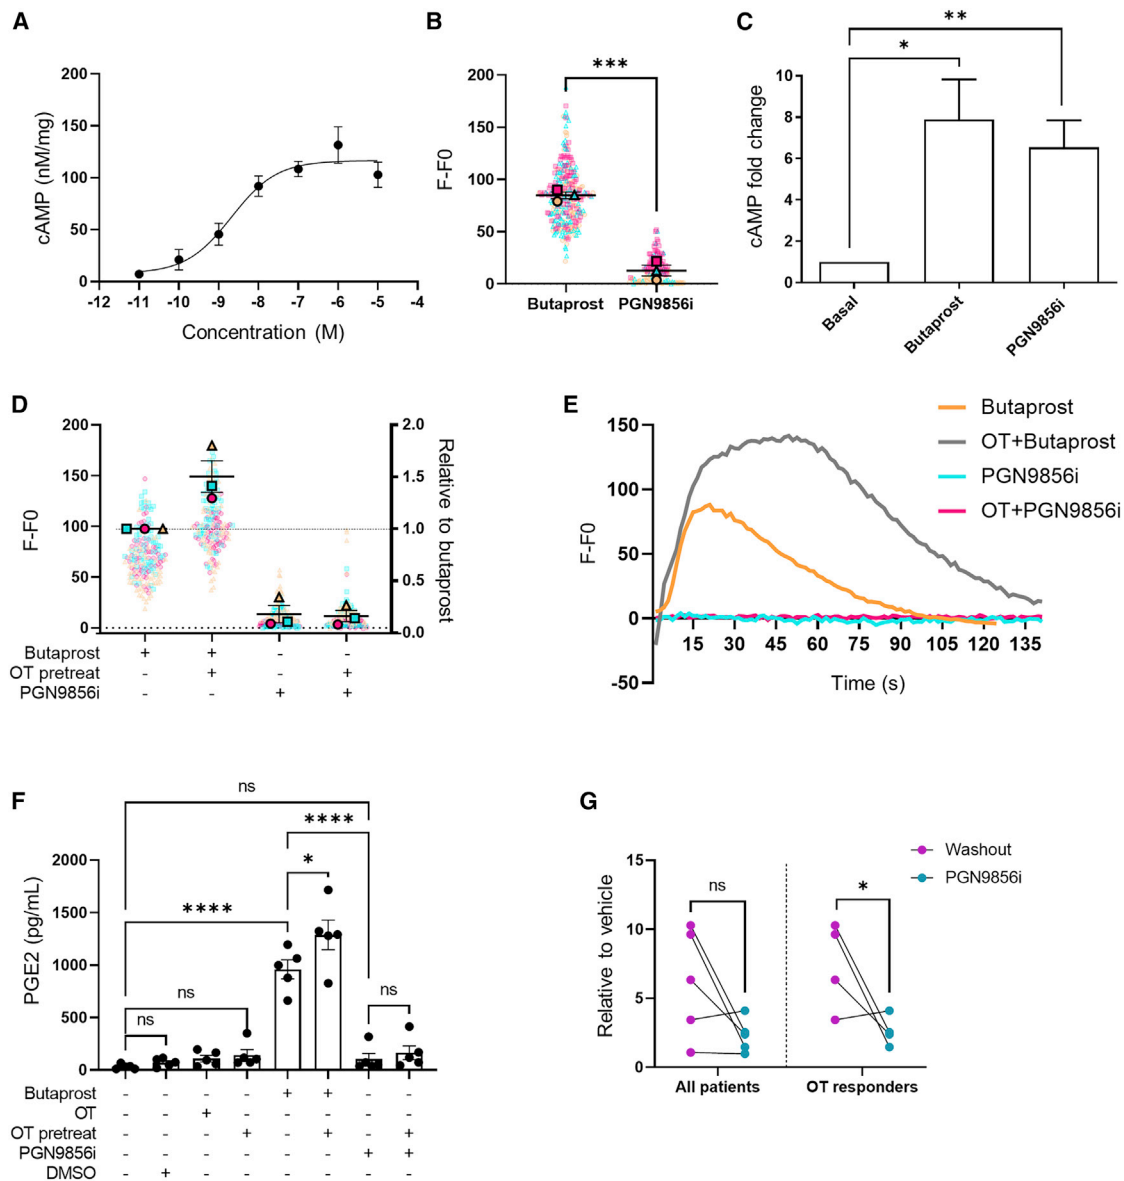 A
B
C
200
150
100
50
0
cAMP (nM/mg)
-12 -11 -10 -9 -8 -7 -6 -5 -4
Concentration (M)
***
200
150
100
50
0
F-F0
Butaprost PGN9856i
**
*
10
8
6
4
2
0
cAMP fold change
Basal
Butaprost
PGN9856i
D
200
150
100
50
0
F-F0
2.0
1.5
1.0
0.5
0.0
Relative to butaprost
Butaprost + + - -
OT pretreat - + - +
PGN9856i - - + +
E
Butaprost
OT+Butaprost
PGN9856i
OT+PGN9856i
150
100
50
0
-50
F-F0
15 30 45 60 75 90 105 120 135
Time (s)
F
ns
****
*
****
ns
ns
ns
2000
1500
1000
500
0
PGE2 (pg/mL)
Butaprost - - - - + + - -
OT - - + - - - - -
OT pretreat - - - + - + - +
PGN9856i - - - - - - + +
DMSO - + - - - - - -
G
Washout
PGN9856i
ns
*
15
10
5
0
Relative to vehicle
All patients OT responders